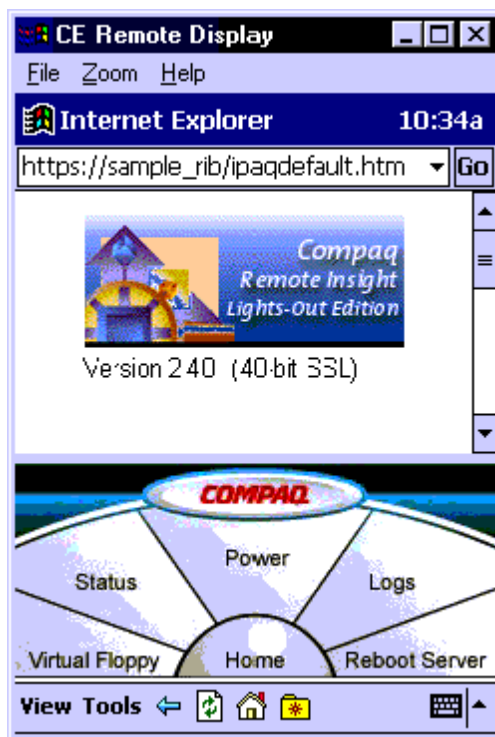 CE Remote Display
File Zoom Help
Internet Explorer 10:34a
https://sample_rib/ipaqdefault.htm Go
Compaq
Remote Insight
Lights-Out Edition
Version 2.40 (40-bit SSL)
COMPAQ
Power
Status Logs
Virtual Floppy Home Reboot Server
View Tools